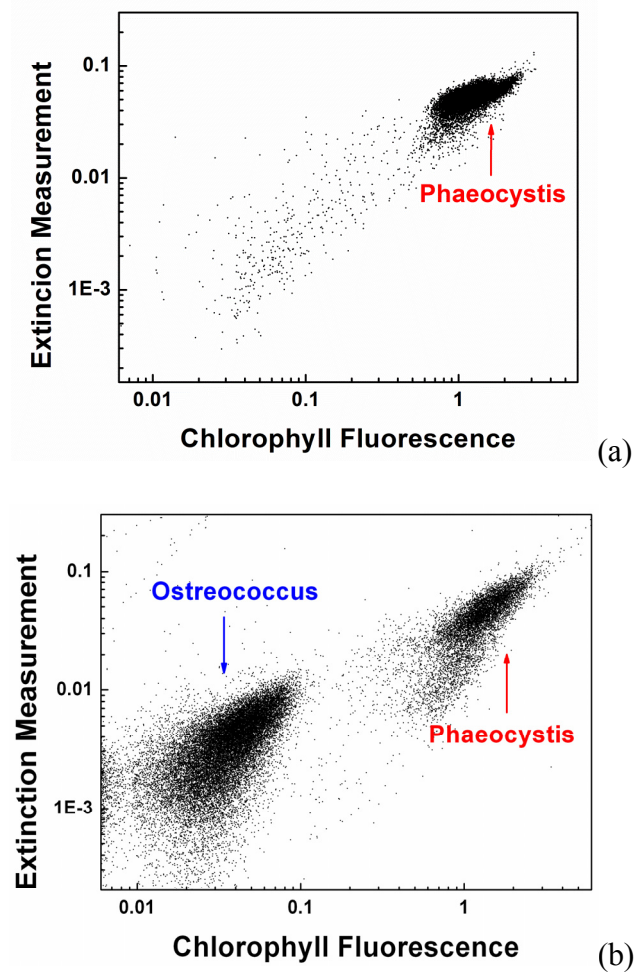 Extincion Measurement
0.1
0.01
1E-3
Phaeocystis
0.01
0.1
1
Chlorophyll Fluorescence
(a)
Extinction Measurement
0.1
0.01
1E-3
Ostreococcus
Phaeocystis
0.01
0.1
1
Chlorophyll Fluorescence
(b)